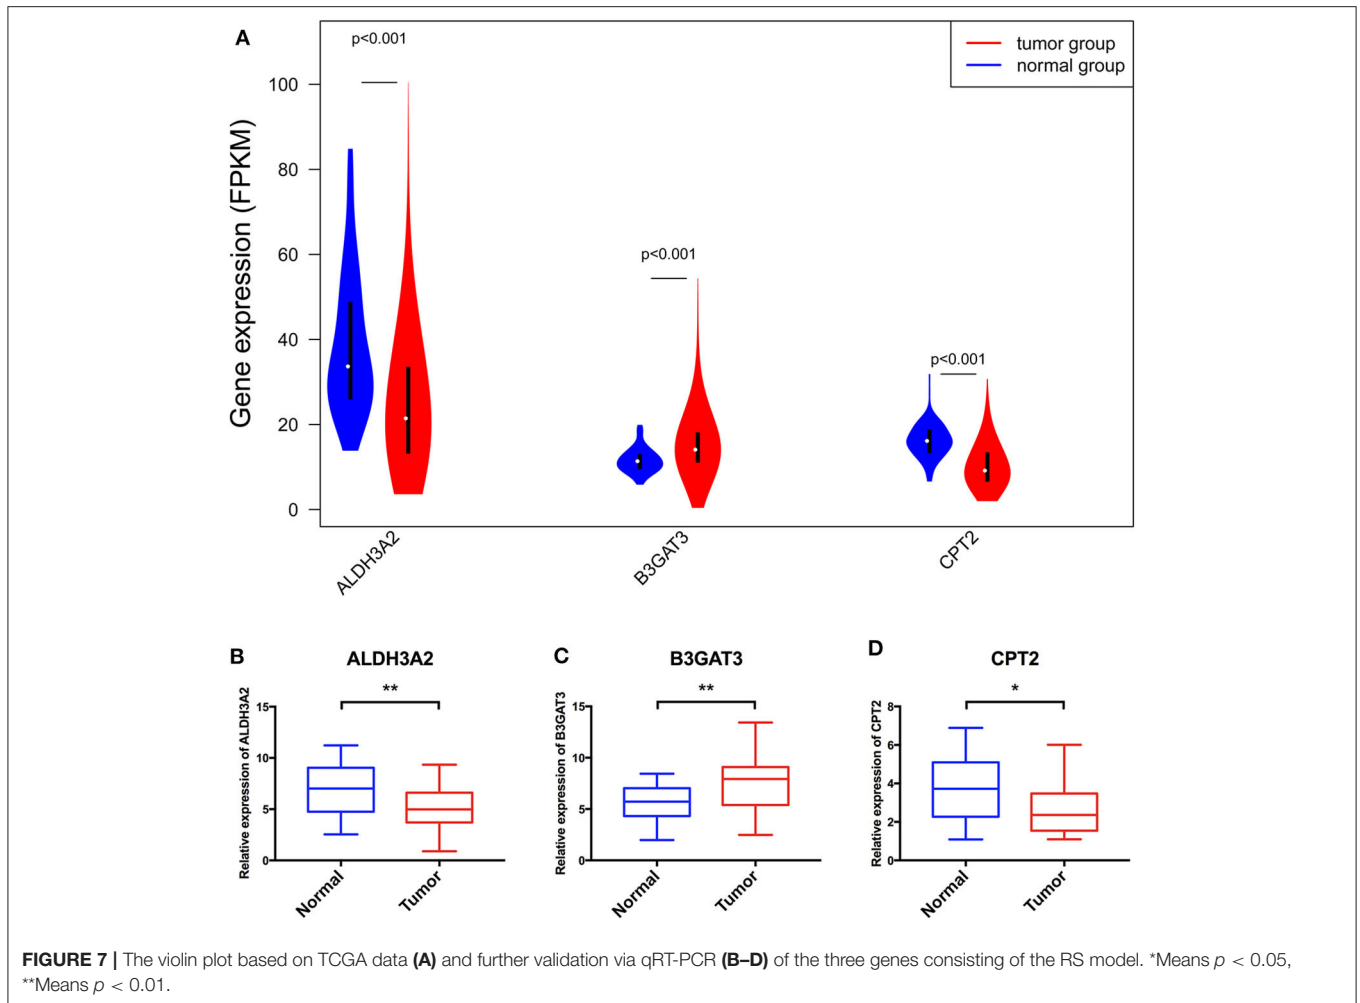 A
p<0.001
tumor group
normal group
Gene expression (FPKM)
100
80
60
40
20
0
p<0.001
p<0.001
ALDH3A2
B3GAT3
CPT2
B
ALDH3A2
**
Relative expression of ALDH3A2
15
10
5
0
Normal
Tumor
C
B3GAT3
**
Relative expression of B3GAT3
15
10
5
0
Normal
Tumor
D
CPT2
*
Relative expression of CPT2
8
6
4
2
0
Normal
Tumor
FIGURE 7 | The violin plot based on TCGA data (A) and further validation via qRT-PCR (B–D) of the three genes consisting of the RS model. *Means p < 0.05,
**Means p < 0.01.